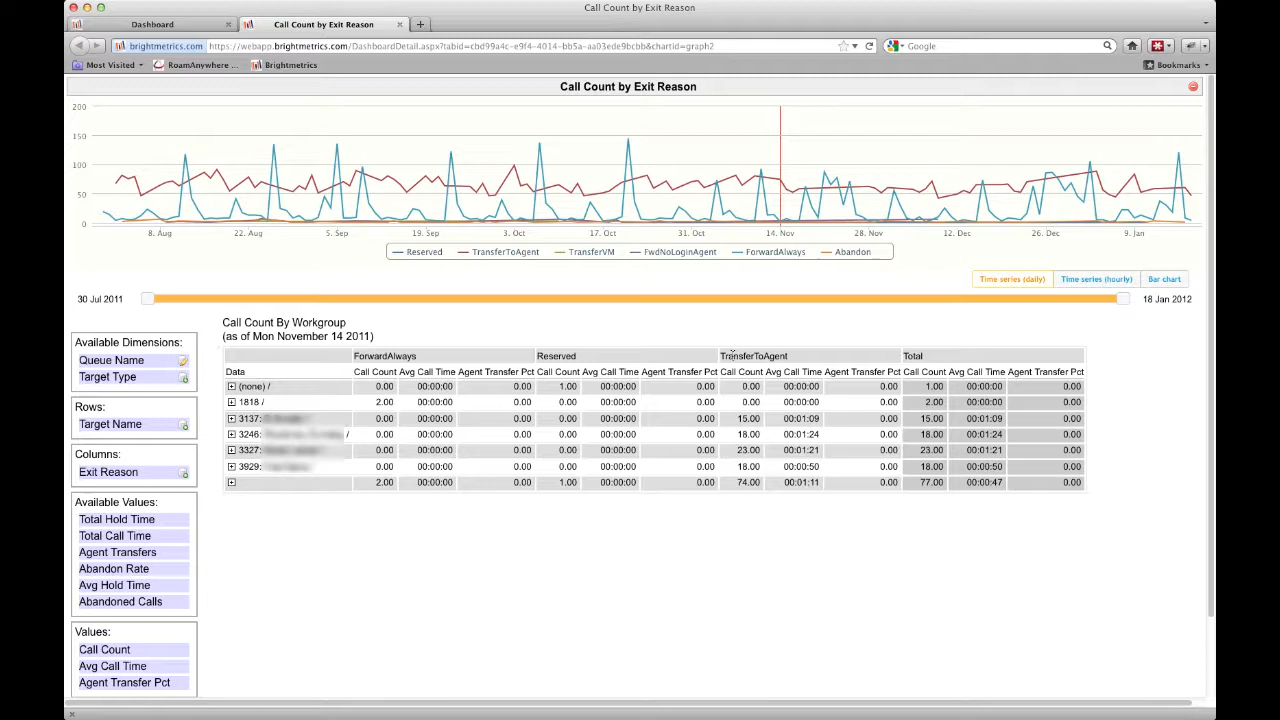 Call Count by Exit Reason
Dashboard × Call Count by Exit Reason × +
brightmetrics.com https://webapp.brightmetrics.com/DashboardDetail.aspx?tabid=cbd99a4c-e9f4-4014-bb5a-aa03ede9bcbb&chartid=graph2 Google
Most Visited RoamAnywhere ... Brightmetrics Bookmarks
Call Count by Exit Reason
200
150
100
50
0
8. Aug 22. Aug 5. Sep 19. Sep 3. Oct 17. Oct 31. Oct 14. Nov 28. Nov 12. Dec 26. Dec 9. Jan
Reserved TransferToAgent TransferVM FwdNoLoginAgent ForwardAlways Abandon
Time series (daily) Time series (hourly) Bar chart
30 Jul 2011 18 Jan 2012
Call Count By Workgroup
(as of Mon November 14 2011)
ForwardAlways Reserved TransferToAgent Total
Data Call Count Avg Call Time Agent Transfer Pct Call Count Avg Call Time Agent Transfer Pct Call Count Avg Call Time Agent Transfer Pct Call Count Avg Call Time Agent Transfer Pct
(none) / 0.00 00:00:00 0.00 1.00 00:00:00 0.00 0.00 00:00:00 0.00 1.00 00:00:00 0.00
1818 / 2.00 00:00:00 0.00 0.00 00:00:00 0.00 0.00 00:00:00 0.00 2.00 00:00:00 0.00
3137: 0.00 00:00:00 0.00 0.00 00:00:00 0.00 15.00 00:01:09 0.00 15.00 00:01:09 0.00
3246: / 0.00 00:00:00 0.00 0.00 00:00:00 0.00 18.00 00:01:24 0.00 18.00 00:01:24 0.00
3327: 0.00 00:00:00 0.00 0.00 00:00:00 0.00 23.00 00:01:21 0.00 23.00 00:01:21 0.00
3929: 0.00 00:00:00 0.00 0.00 00:00:00 0.00 18.00 00:00:50 0.00 18.00 00:00:50 0.00
2.00 00:00:00 0.00 1.00 00:00:00 0.00 74.00 00:01:11 0.00 77.00 00:00:47 0.00
Available Dimensions:
Queue Name
Target Type
Rows:
Target Name
Columns:
Exit Reason
Available Values:
Total Hold Time
Total Call Time
Agent Transfers
Abandon Rate
Avg Hold Time
Abandoned Calls
Values:
Call Count
Avg Call Time
Agent Transfer Pct
×